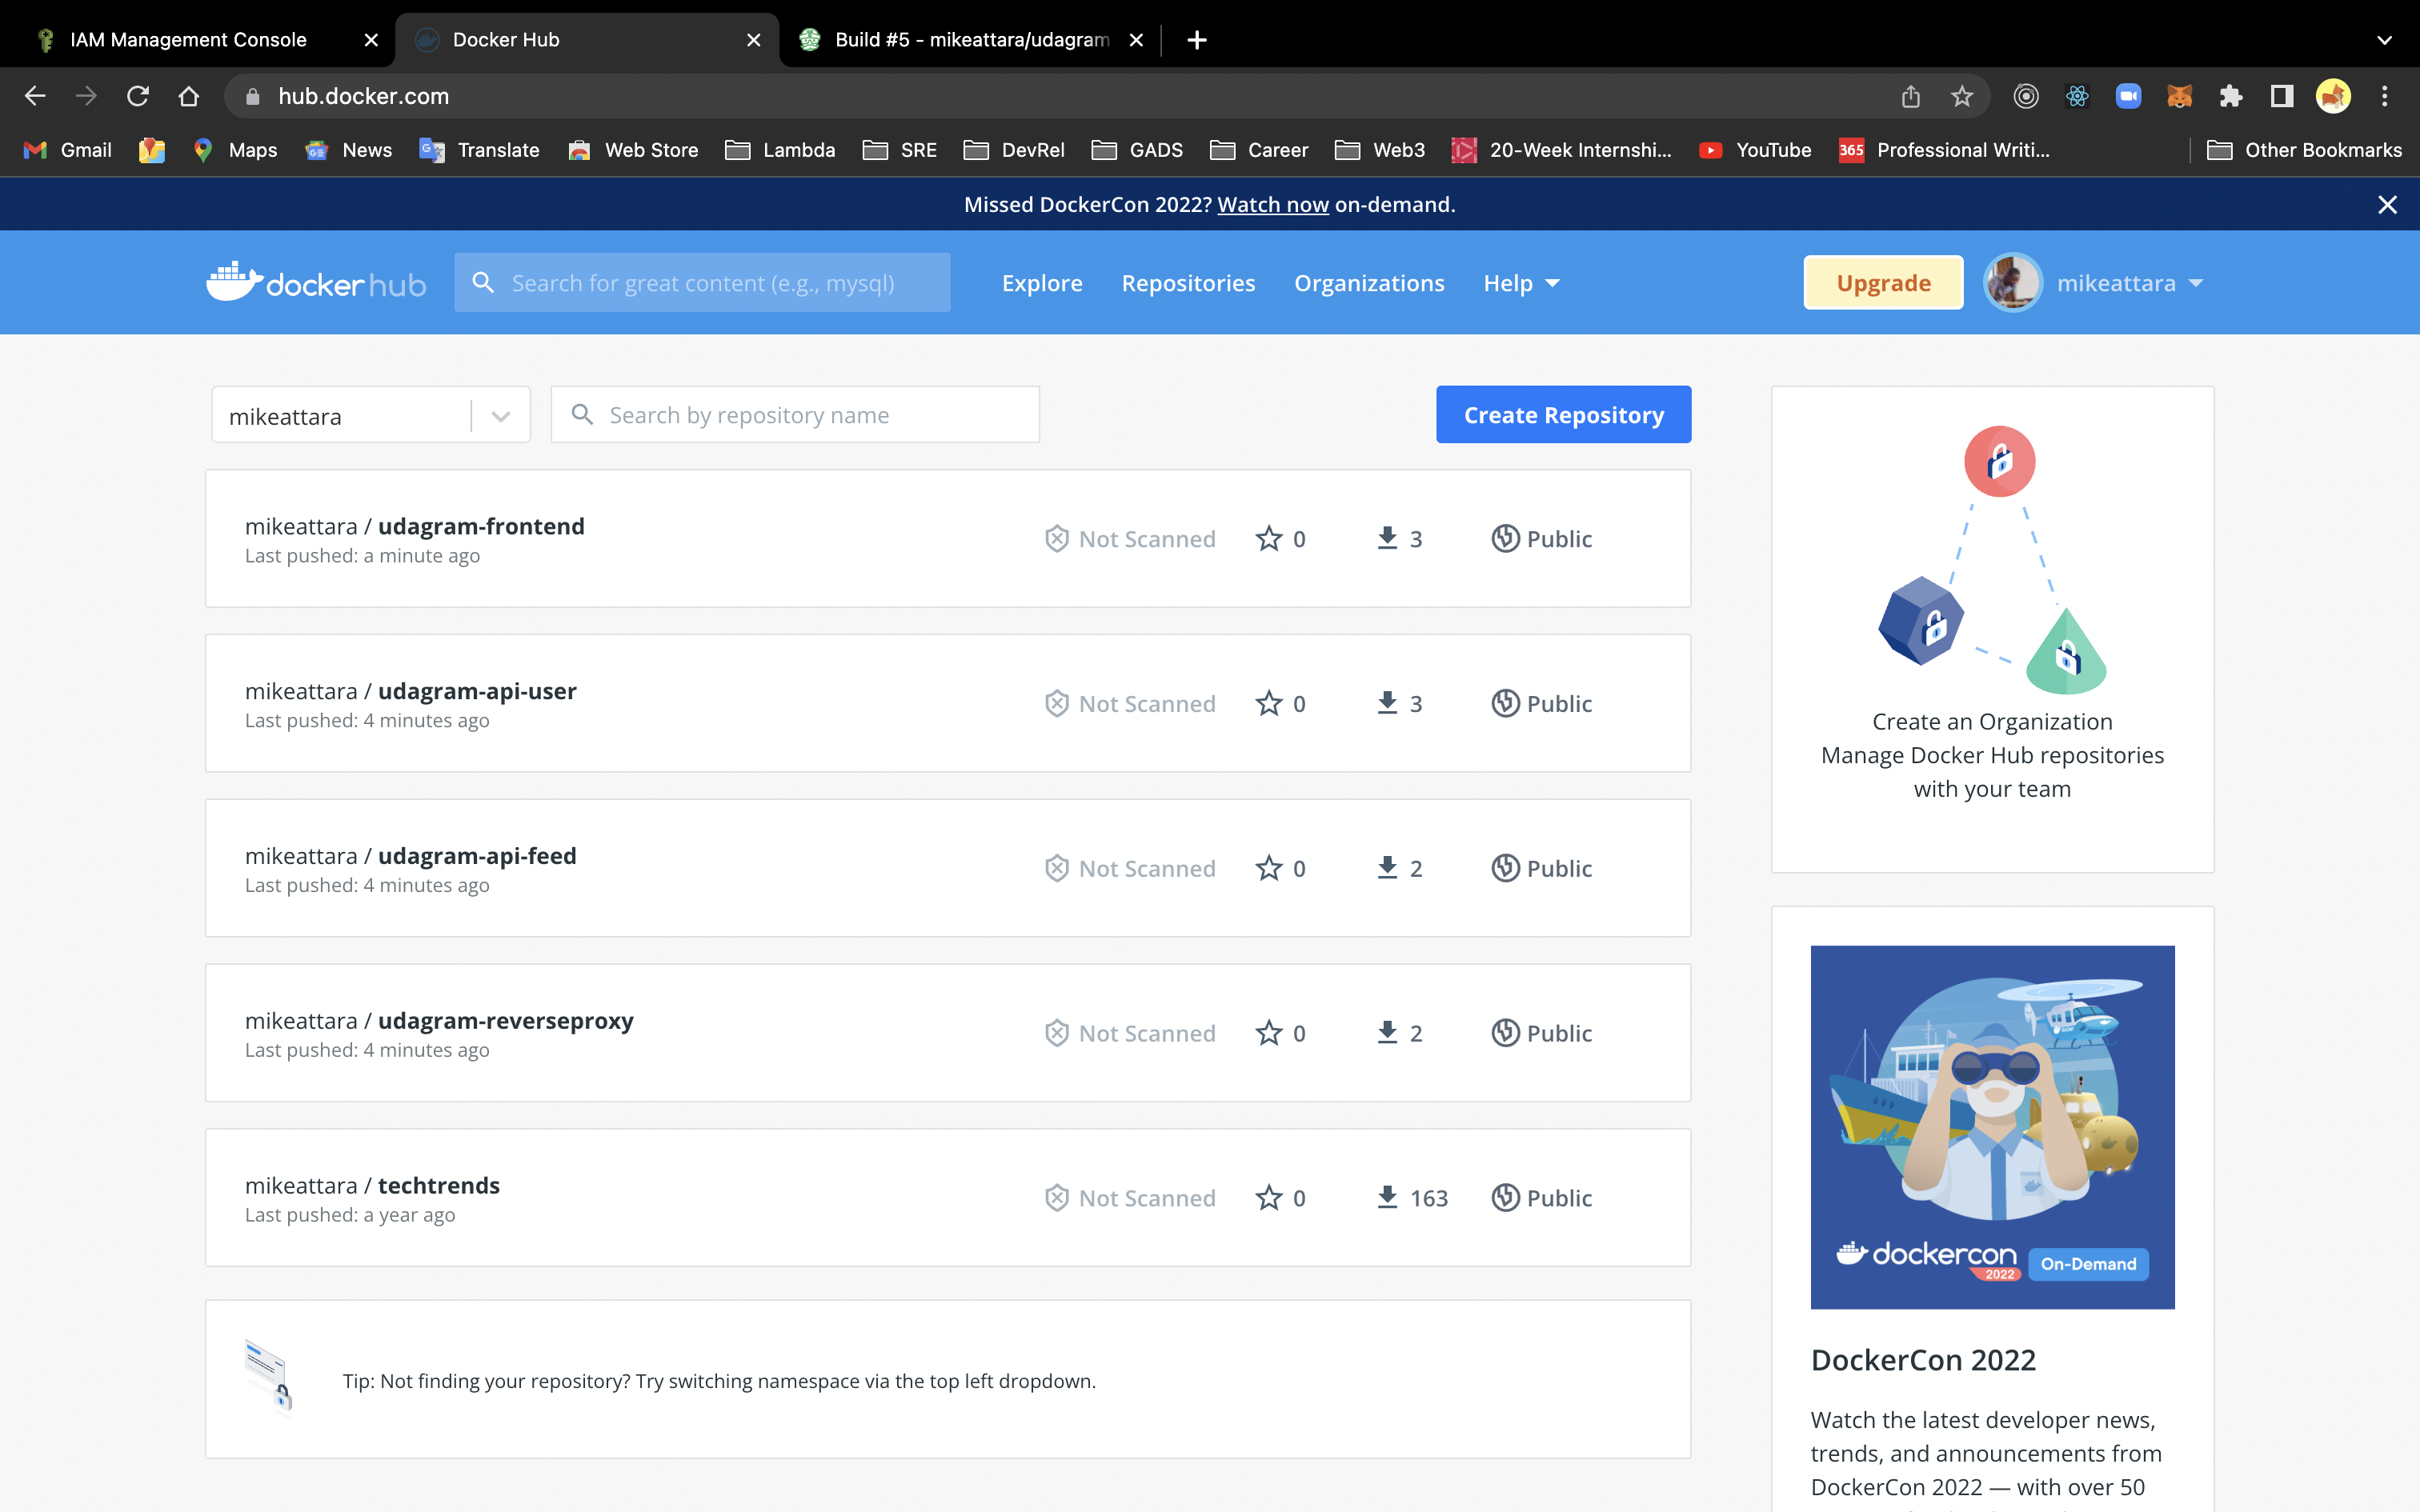 IAM Management Console
Docker Hub
Build #5 - mikeattara/udagram
hub.docker.com
Gmail
Maps
News
Translate
Web Store
Lambda
SRE
DevRel
GADS
Career
Web3
20-Week Internshi...
YouTube
365
Professional Writi...
Other Bookmarks
Missed DockerCon 2022? Watch now on-demand.
dockerhub
Search for great content (e.g., mysql)
Explore
Repositories
Organizations
Help
Upgrade
mikeattara
mikeattara
Search by repository name
Create Repository
mikeattara / udagram-frontend
Last pushed: a minute ago
Not Scanned
0
3
Public
mikeattara / udagram-api-user
Last pushed: 4 minutes ago
Not Scanned
0
3
Public
mikeattara / udagram-api-feed
Last pushed: 4 minutes ago
Not Scanned
0
2
Public
mikeattara / udagram-reverseproxy
Last pushed: 4 minutes ago
Not Scanned
0
2
Public
mikeattara / techtrends
Last pushed: a year ago
Not Scanned
0
163
Public
Tip: Not finding your repository? Try switching namespace via the top left dropdown.
Create an Organization
Manage Docker Hub repositories
with your team
dockercon
2022
On-Demand
DockerCon 2022
Watch the latest developer news,
trends, and announcements from
DockerCon 2022 — with over 50